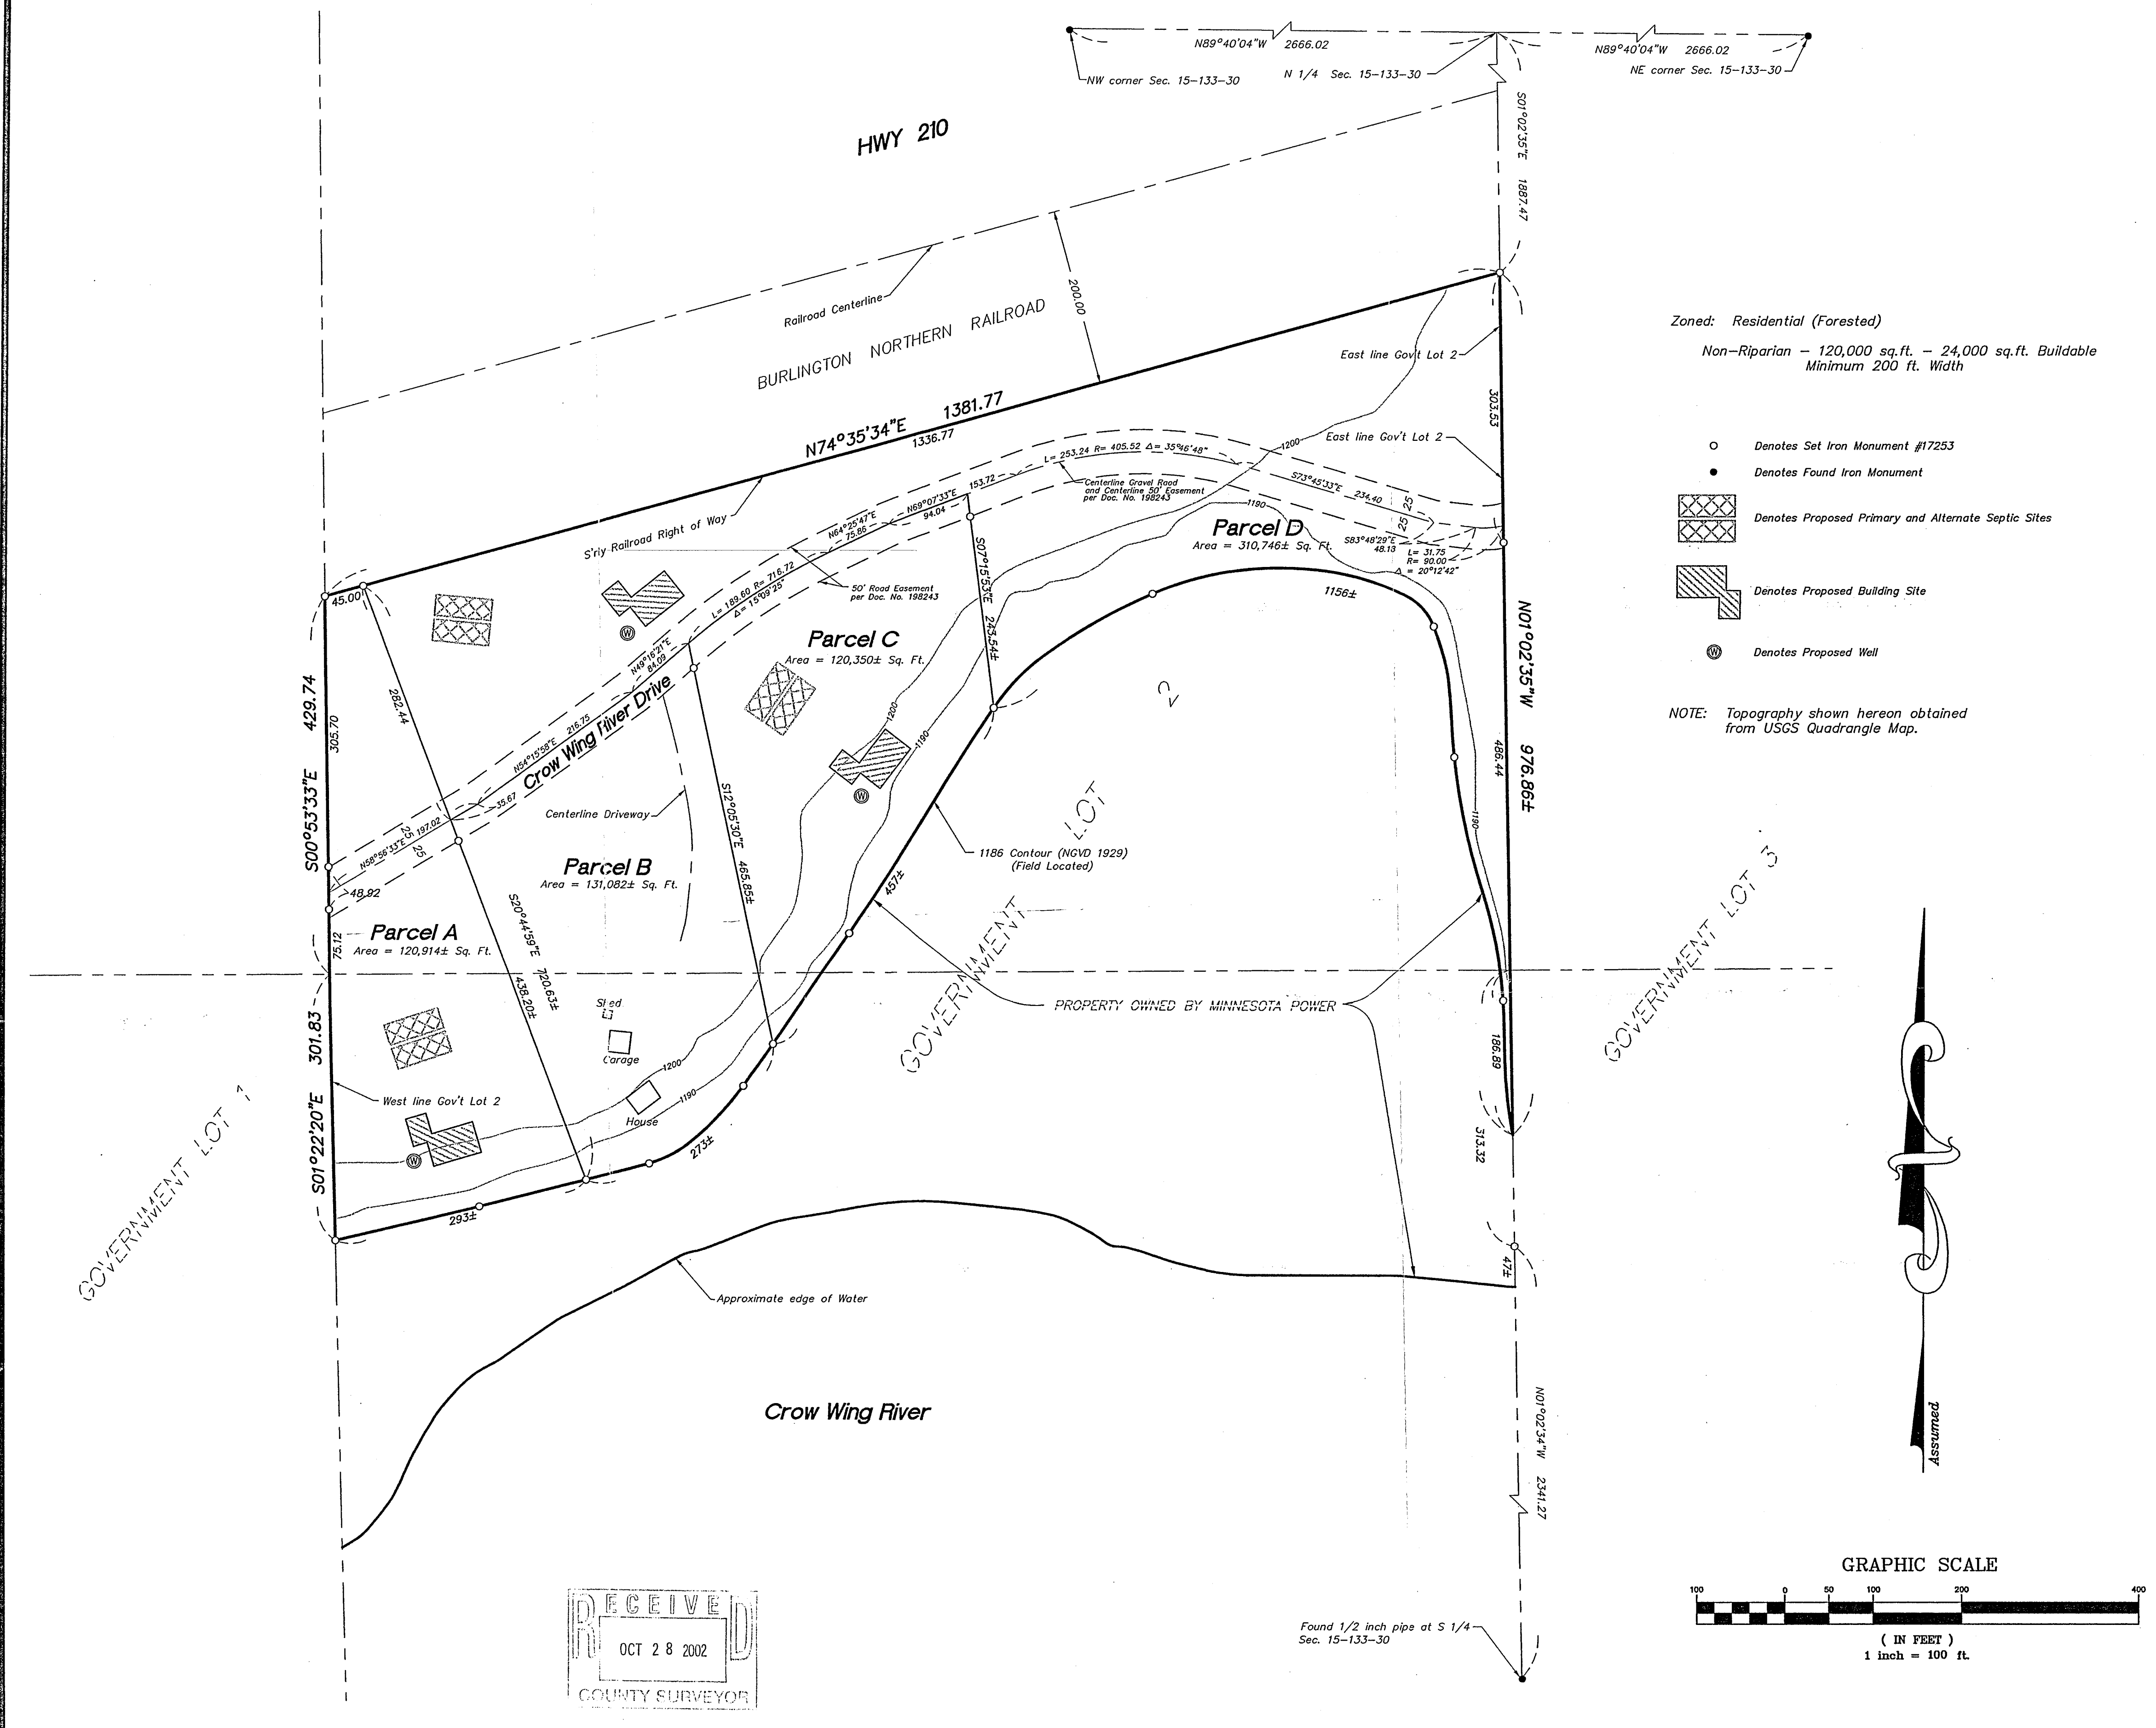 N89°40'04"W 2666.02
N89°40'04"W 2666.02
NW corner Sec. 15-133-30
N 1/4 Sec. 15-133-30
NE corner Sec. 15-133-30
S01°02'35"E 1887.47
HWY 210
Railroad Centerline
BURLINGTON NORTHERN RAILROAD
200.00
East line Gov't Lot 2
303.53
N74°35'34"E 1381.77
1336.77
East line Gov't Lot 2
S'rly Railroad Right of Way
L= 253.24 R= 405.52 Δ= 35°46'48"
Centerline Gravel Road
and Centerline 50' Easement
per Doc. No. 198243
1200
S73°45'33"E 234.40
25
25
1190
N69°07'33"E 153.72
94.04
N64°25'47"E
75.86
L= 189.60 R= 716.72
Δ= 15°09'25"
50' Road Easement
per Doc. No. 198243
S83°48'29"E
48.18
L= 31.75
R= 90.00
Δ = 20°12'42"
Parcel D
Area = 310,746± Sq. Ft.
S07°15'53"E 243.54±
1156±
45.00
W
N49°16'21"E
84.09
Parcel C
Area = 120,350± Sq. Ft.
2
N01°02'35"W 976.86±
486.44
S00°53'33"E 429.74
305.70
282.44
N54°15'58"E 216.75
Crow Wing River Drive
35.67
1200
1190
W
N58°56'33"E 197.02
25
25
48.92
Centerline Driveway
S12°05'30"E 465.85±
1186 Contour (NGVD 1929)
(Field Located)
1190
Parcel B
Area = 131,082± Sq. Ft.
457±
Parcel A
Area = 120,914± Sq. Ft.
75.12
S20°44'59"E 720.63±
438.20±
GOVERNMENT LOT
GOVERNMENT LOT 3
PROPERTY OWNED BY MINNESOTA POWER
Shed
Garage
1200
1190
House
186.89
313.32
47±
S01°22'20"E 301.83
West line Gov't Lot 2
W
273±
293±
GOVERNMENT LOT 1
Approximate edge of Water
Crow Wing River
N01°02'34"W 2341.27
Found 1/2 inch pipe at S 1/4
Sec. 15-133-30
RECEIVED
OCT 28 2002
COUNTY SURVEYOR
Zoned: Residential (Forested)
Non-Riparian - 120,000 sq.ft. - 24,000 sq.ft. Buildable
Minimum 200 ft. Width
Denotes Set Iron Monument #17253
Denotes Found Iron Monument
Denotes Proposed Primary and Alternate Septic Sites
Denotes Proposed Building Site
W Denotes Proposed Well
NOTE: Topography shown hereon obtained
from USGS Quadrangle Map.
Assumed
GRAPHIC SCALE
100 0 50 100 200 400
( IN FEET )
1 inch = 100 ft.